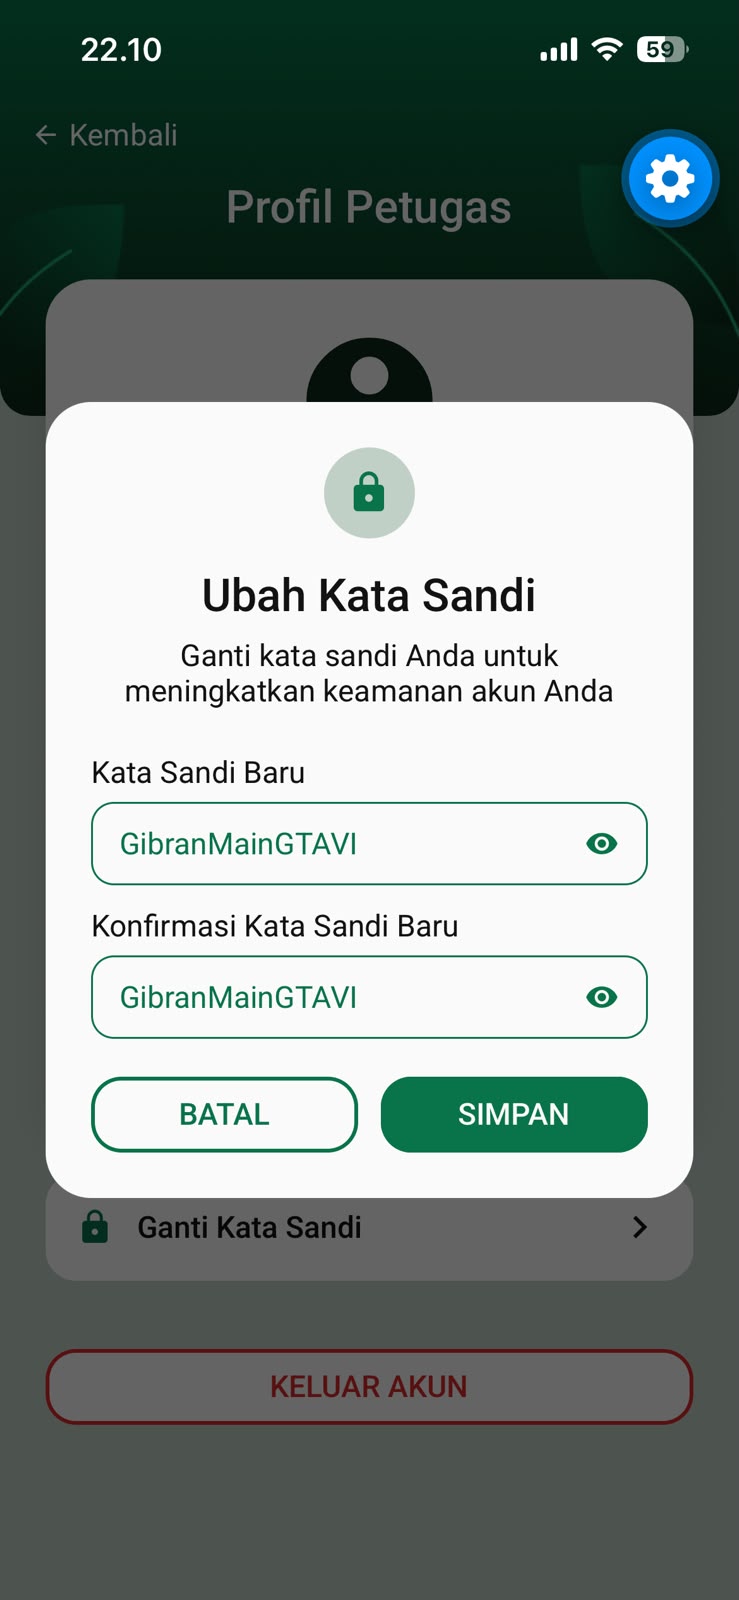 22.10
59
Kembali
Profil Petugas
Ubah Kata Sandi
Ganti kata sandi Anda untuk
meningkatkan keamanan akun Anda
Kata Sandi Baru
GibranMainGTAVI
Konfirmasi Kata Sandi Baru
GibranMainGTAVI
BATAL
SIMPAN
Ganti Kata Sandi
KELUAR AKUN